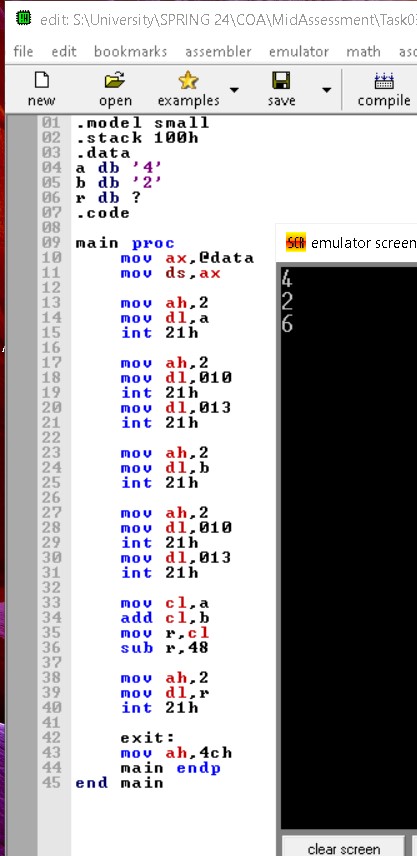 edit: S:\University\SPRING 24\COA\MidAssessment\Task03
file edit bookmarks assembler emulator math asc
new open examples save compile
01 .model small
02 .stack 100h
03 .data
04 a db '4'
05 b db '2'
06 r db ?
07 .code
08
09 main proc
10 mov ax,@data
11 mov ds,ax
12
13 mov ah,2
14 mov dl,a
15 int 21h
16
17 mov ah,2
18 mov dl,010
19 int 21h
20 mov dl,013
21 int 21h
22
23 mov ah,2
24 mov dl,b
25 int 21h
26
27 mov ah,2
28 mov dl,010
29 int 21h
30 mov dl,013
31 int 21h
32
33 mov cl,a
34 add cl,b
35 mov r,cl
36 sub r,48
37
38 mov ah,2
39 mov dl,r
40 int 21h
41
42 exit:
43 mov ah,4ch
44 main endp
45 end main
SCR emulator screen
4
2
6
clear screen